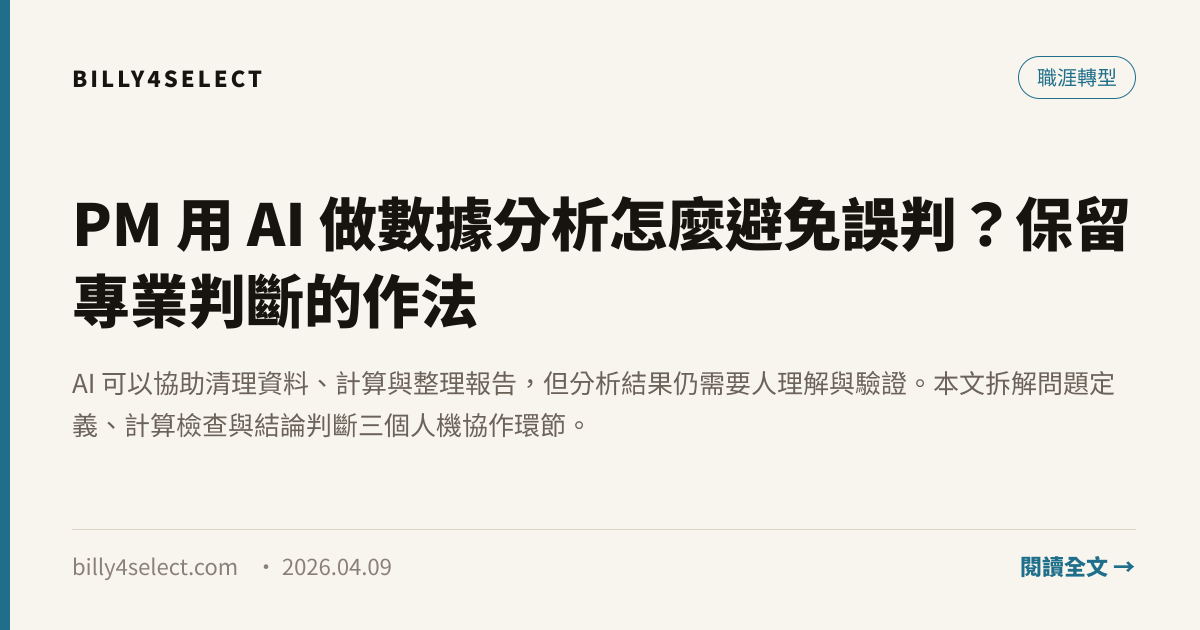 BILLY4SELECT
職涯轉型
PM 用 AI 做數據分析怎麼避免誤判？保留
專業判斷的作法
AI 可以協助清理資料、計算與整理報告，但分析結果仍需要人理解與驗證。本文拆解問題定
義、計算檢查與結論判斷三個人機協作環節。
billy4select.com ・ 2026.04.09
閱讀全文 →